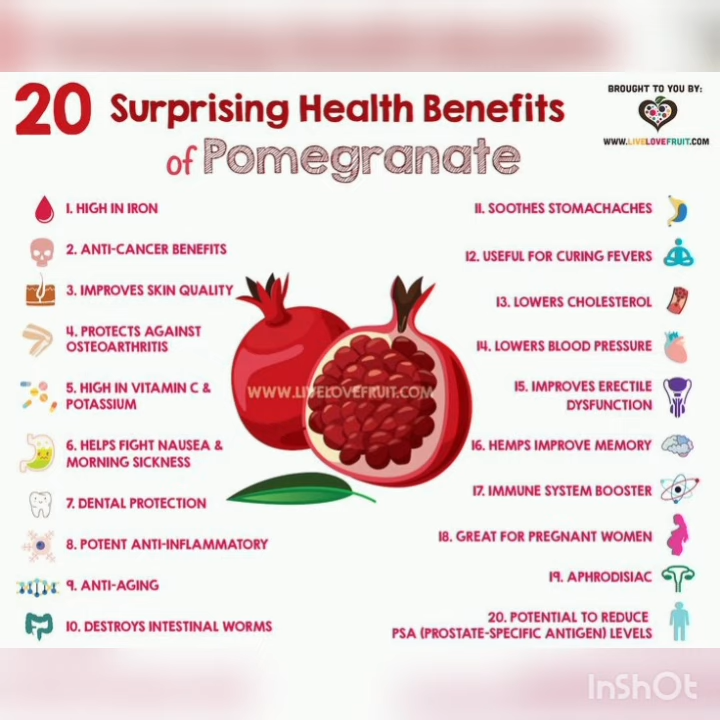 20 Surprising Health Benefits
of Pomegranate
BROUGHT TO YOU BY:
WWW.LIVELOVEFRUIT.COM
1. HIGH IN IRON
2. ANTI-CANCER BENEFITS
3. IMPROVES SKIN QUALITY
4. PROTECTS AGAINST
OSTEOARTHRITIS
5. HIGH IN VITAMIN C &
POTASSIUM
6. HELPS FIGHT NAUSEA &
MORNING SICKNESS
7. DENTAL PROTECTION
8. POTENT ANTI-INFLAMMATORY
9. ANTI-AGING
10. DESTROYS INTESTINAL WORMS
WWW.LIVELOVEFRUIT.COM
11. SOOTHES STOMACHACHES
12. USEFUL FOR CURING FEVERS
13. LOWERS CHOLESTEROL
14. LOWERS BLOOD PRESSURE
15. IMPROVES ERECTILE
DYSFUNCTION
16. HEMPS IMPROVE MEMORY
17. IMMUNE SYSTEM BOOSTER
18. GREAT FOR PREGNANT WOMEN
19. APHRODISIAC
20. POTENTIAL TO REDUCE
PSA (PROSTATE-SPECIFIC ANTIGEN) LEVELS
InShOt